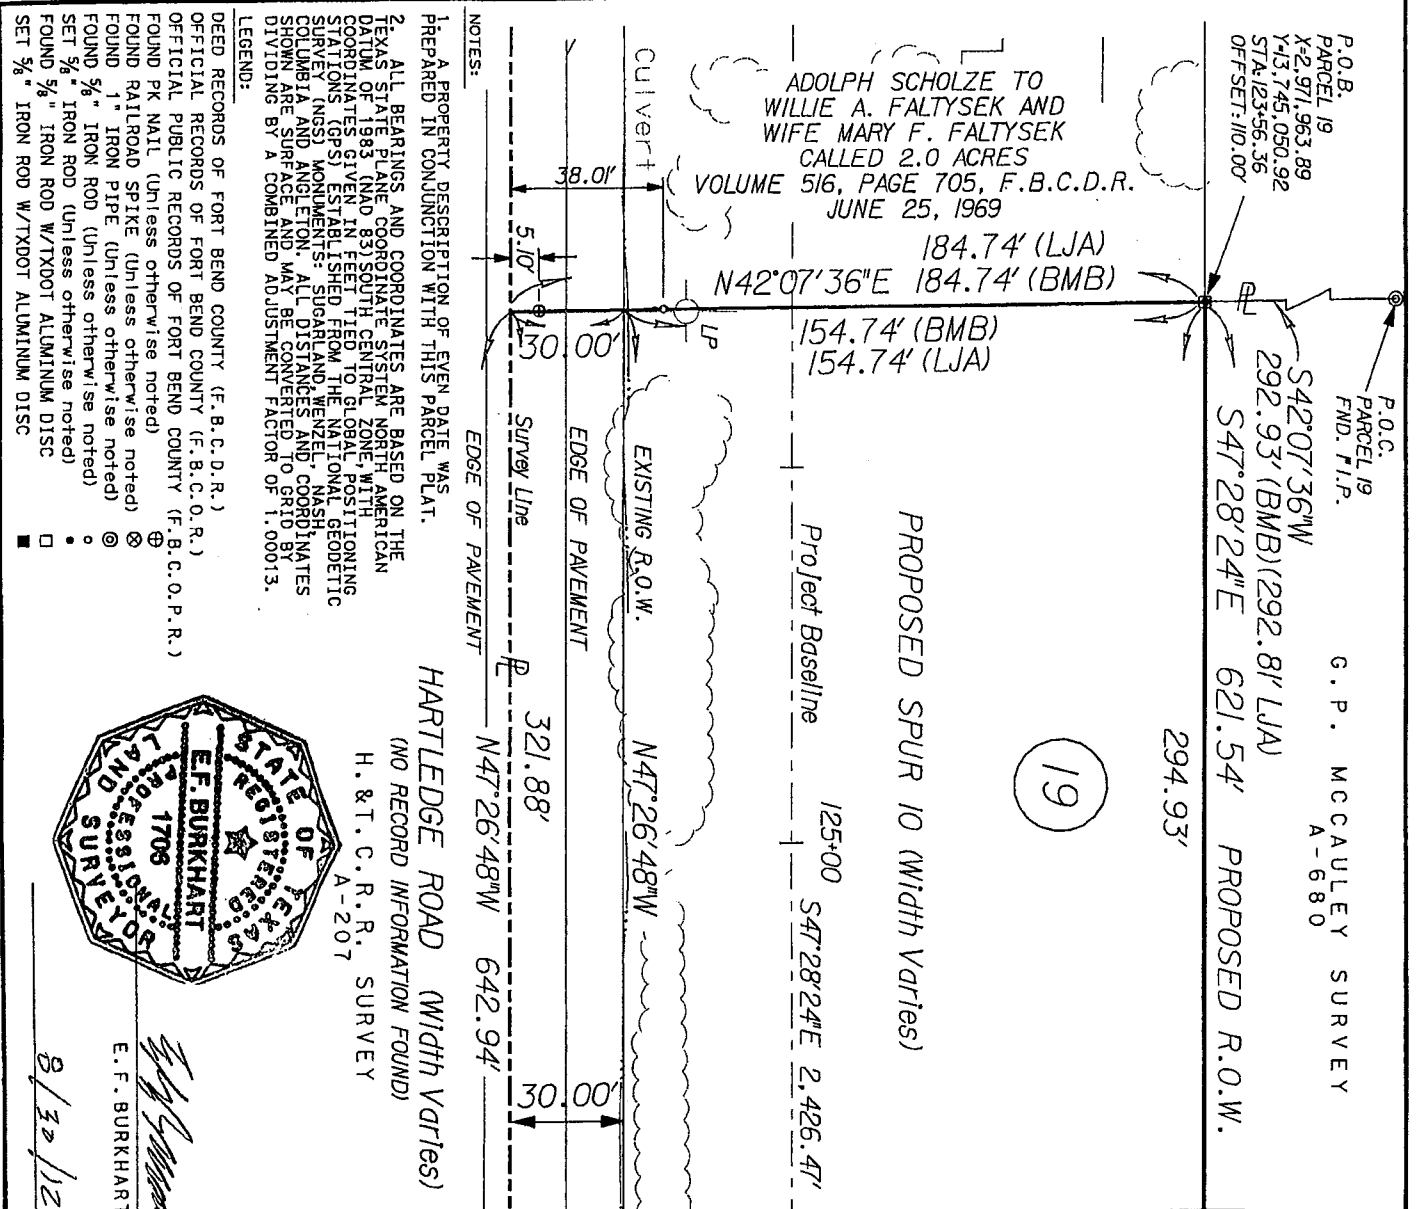 P.O.B.
PARCEL 19
X=2,971,963.89
Y=13,745,050.92
STA:123+56.36
OFFSET:110.00'
P.O.C.
PARCEL 19
FND. 1"I.P.
ADOLPH SCHOLZE TO
WILLIE A. FALTYSEK AND
WIFE MARY F. FALTYSEK
CALLED 2.0 ACRES
VOLUME 516, PAGE 705, F.B.C.D.R.
JUNE 25, 1969
184.74' (LJA)
N42°07'36"E 184.74' (BMB)
154.74' (BMB)
154.74' (LJA)
S42°07'36"W
292.93' (BMB)(292.81' LJA)
S47°28'24"E 621.54' PROPOSED R.O.W.
294.93'
G. P. MCCAULEY SURVEY
A-680
Culvert
38.01'
5.10'
30.00'
LP
PL
19
PROPOSED SPUR 10 (Width Varies)
Project Baseline
125+00
S47°28'24"E 2,426.47'
EXISTING R.O.W.
N47°26'48"W
EDGE OF PAVEMENT
Survey Line
PL
321.88'
30.00'
EDGE OF PAVEMENT
N47°26'48"W 642.94'
HARTLEDGE ROAD (Width Varies)
(NO RECORD INFORMATION FOUND)
H. & T. C. R. R. SURVEY
A-207
NOTES:
1. A PROPERTY DESCRIPTION OF EVEN DATE WAS
PREPARED IN CONJUNCTION WITH THIS PARCEL PLAT.
2. ALL BEARINGS AND COORDINATES ARE BASED ON THE
TEXAS STATE PLANE COORDINATE SYSTEM NORTH AMERICAN
DATUM OF 1983 (NAD 83) SOUTH CENTRAL ZONE, WITH
COORDINATES GIVEN IN FEET TIED TO GLOBAL POSITIONING
STATIONS (GPS) ESTABLISHED FROM THE NATIONAL GEODETIC
SURVEY (NGS) MONUMENTS: SUGARLAND, WENZEL, NASH,
COLUMBIA AND ANGLETON. ALL DISTANCES AND COORDINATES
SHOWN ARE SURFACE AND MAY BE CONVERTED TO GRID BY
DIVIDING BY A COMBINED ADJUSTMENT FACTOR OF 1.00013.
LEGEND:
DEED RECORDS OF FORT BEND COUNTY (F.B.C.D.R.)
OFFICIAL RECORDS OF FORT BEND COUNTY (F.B.C.O.R.)
OFFICIAL PUBLIC RECORDS OF FORT BEND COUNTY (F.B.C.O.P.R.)
FOUND PK NAIL (Unless otherwise noted) ⊕
FOUND RAILROAD SPIKE (Unless otherwise noted) ⊗
FOUND 1" IRON PIPE (Unless otherwise noted) ◎
FOUND 5/8" IRON ROD (Unless otherwise noted) ○
SET 5/8" IRON ROD (Unless otherwise noted) ●
FOUND 5/8" IRON ROD W/TXDOT ALUMINUM DISC □
SET 5/8" IRON ROD W/TXDOT ALUMINUM DISC ■
STATE OF TEXAS
REGISTERED
E.F. BURKHART
1706
PROFESSIONAL
LAND SURVEYOR
E.F. BURKHART
8/30/12